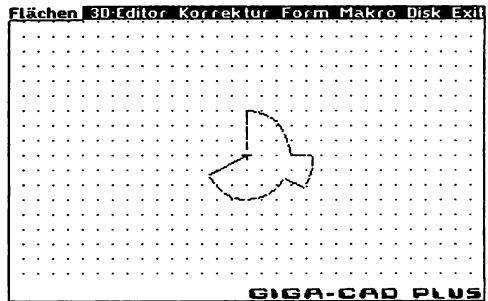 Flächen 3D-Editor Korrektur Form Makro Disk Exit
GIGA-CAD PLUS